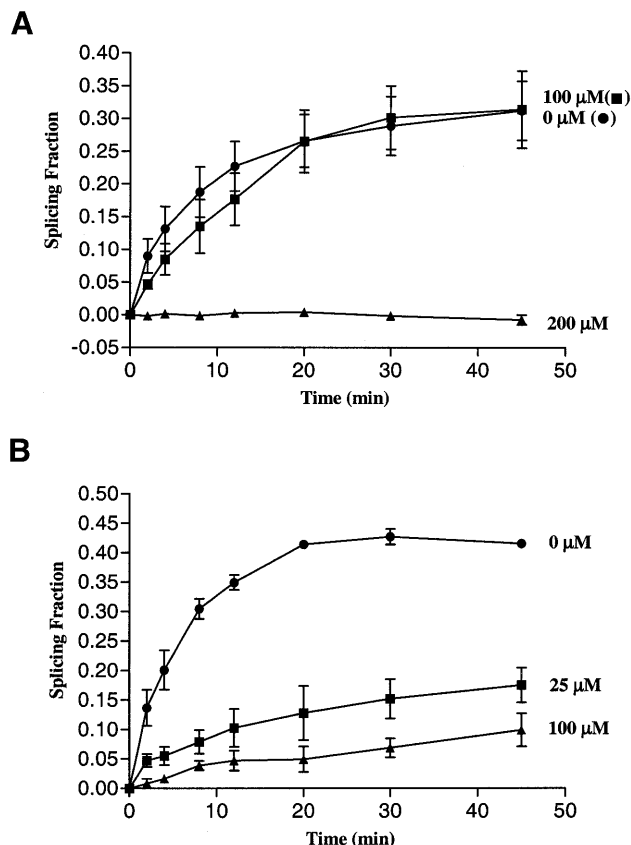 A
0.40
0.35
0.30
0.25
0.20
0.15
0.10
0.05
0.00
-0.05
Splicing Fraction
100 μM(■)
0 μM (●)
200 μM
0 10 20 30 40 50
Time (min)
B
0.50
0.45
0.40
0.35
0.30
0.25
0.20
0.15
0.10
0.05
0.00
Splicing Fraction
0 μM
25 μM
100 μM
0 10 20 30 40 50
Time (min)